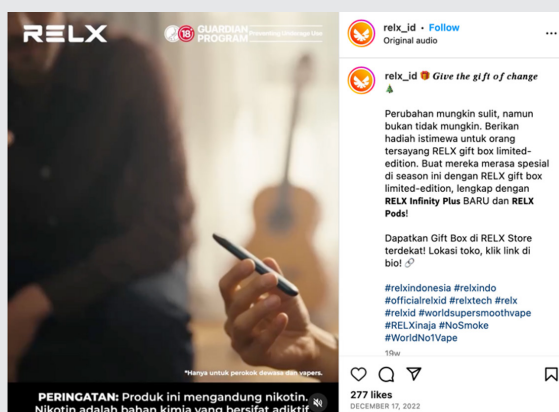 RELX
18+
GUARDIAN
PROGRAM
*Hanya untuk perokok dewasa dan vapers.
PERINGATAN: Produk ini mengandung nikotin.
Nikotin adalah bahan kimia yang bersifat adiktif
relx_id • Follow
Original audio
relx_id 🎁 Give the gift of change
🎄
Perubahan mungkin sulit, namun
bukan tidak mungkin. Berikan
hadiah istimewa untuk orang
tersayang RELX gift box limited-
edition. Buat mereka merasa spesial
di season ini dengan RELX gift box
limited-edition, lengkap dengan
RELX Infinity Plus BARU dan RELX
Pods!
Dapatkan Gift Box di RELX Store
terdekat! Lokasi toko, klik link di
bio! 🔗
#relxindonesia #relxindo
#officialrelxid #relxtech #relx
#relxid #worldsupersmoothvape
#RELXinaja #NoSmoke
#WorldNo1Vape
19w
277 likes
DECEMBER 17, 2022